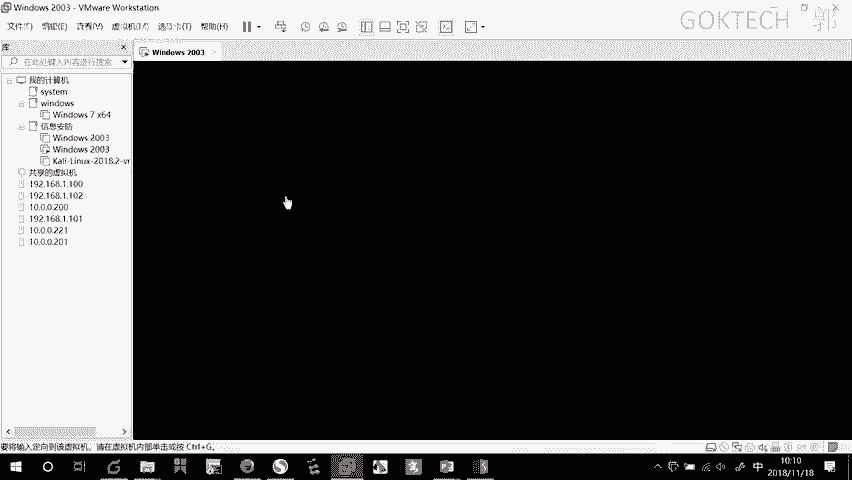 Windows 2003 - VMware Workstation
文件(F) 编辑(E) 查看(V) 虚拟机(M) 选项卡(T) 帮助(H)
GOKTECH
库
Windows 2003
在此处键入内容进行搜索
我的计算机
system
windows
Windows 7 x64
信息安防
Windows 2003
Windows 2003
Kali-Linux-2018.2-vr
共享的虚拟机
192.168.1.100
192.168.1.102
10.0.0.200
192.168.1.101
10.0.0.221
10.0.0.201
要将输入定向到该虚拟机，请在虚拟机内部单击或按 Ctrl+G。
中
10:10
2018/11/18